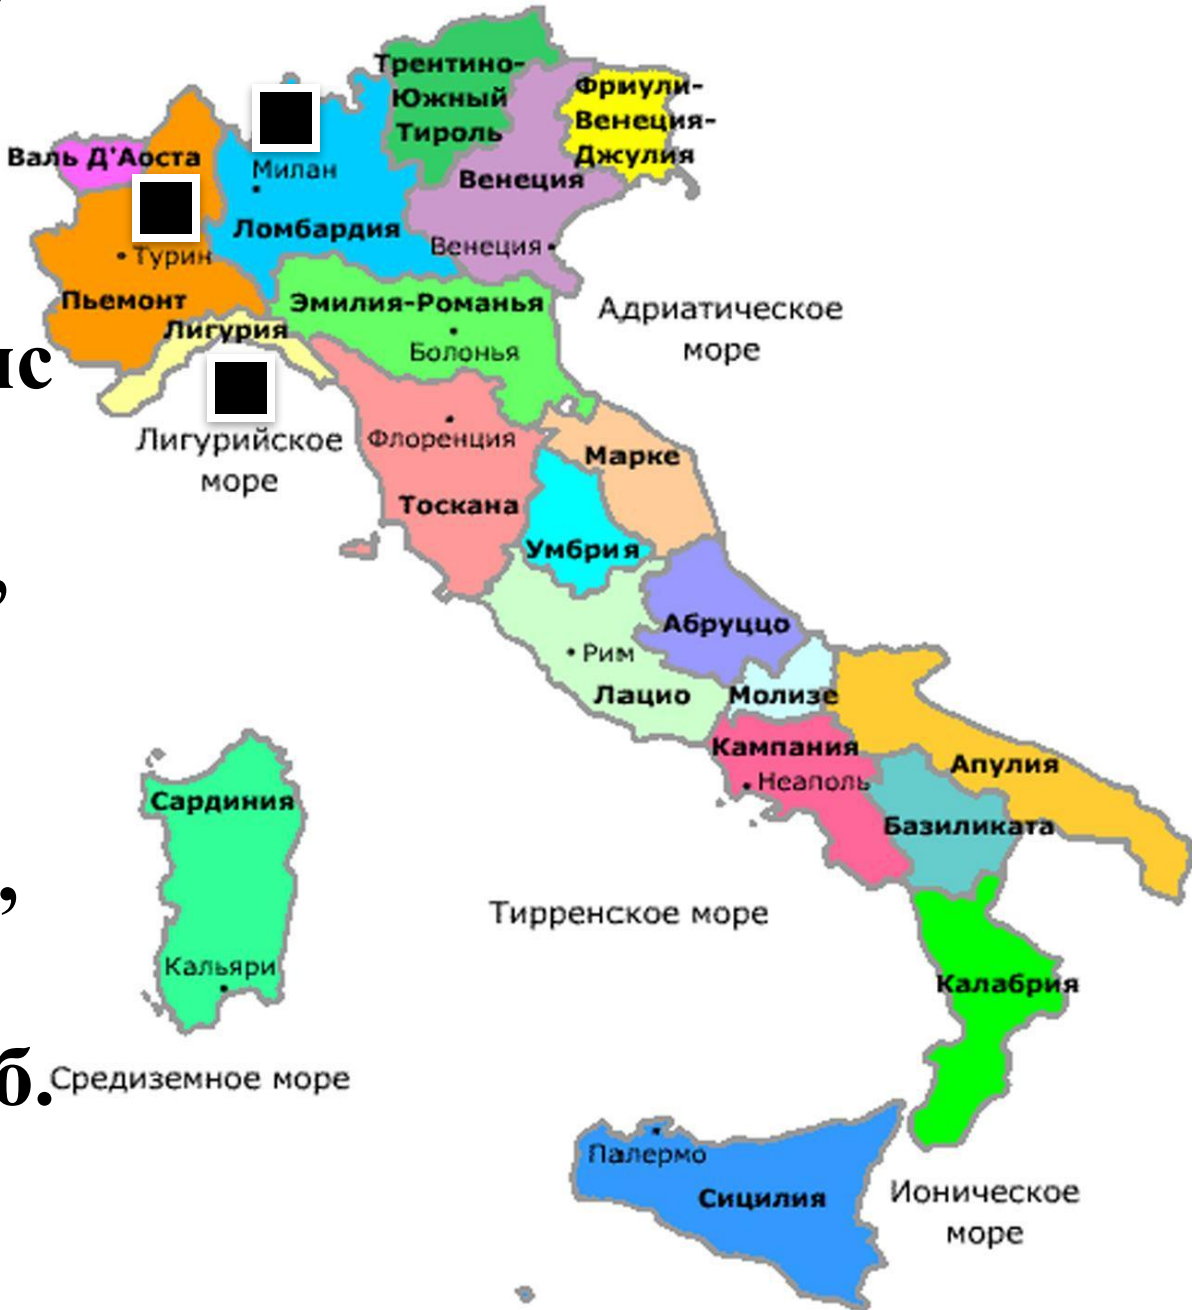 Трентино-
Южный
Тироль
Фриули-
Венеция-
Джулия
Валь Д'Аоста
Милан
Венеция
Ломбардия
Венеция
Турин
Пьемонт
Эмилия-Романья
Адриатическое
море
Лигурия
Болонья
ис
Лигурийское
море
Флоренция
Марке
Тоскана
Умбрия
,
Абруццо
Рим
Лацио
Молизе
Кампания
Неаполь
Апулия
Сардиния
Базиликата
,
Тирренское море
Кальяри
Калабрия
б.
Средиземное море
Палермо
Сицилия
Ионическое
море